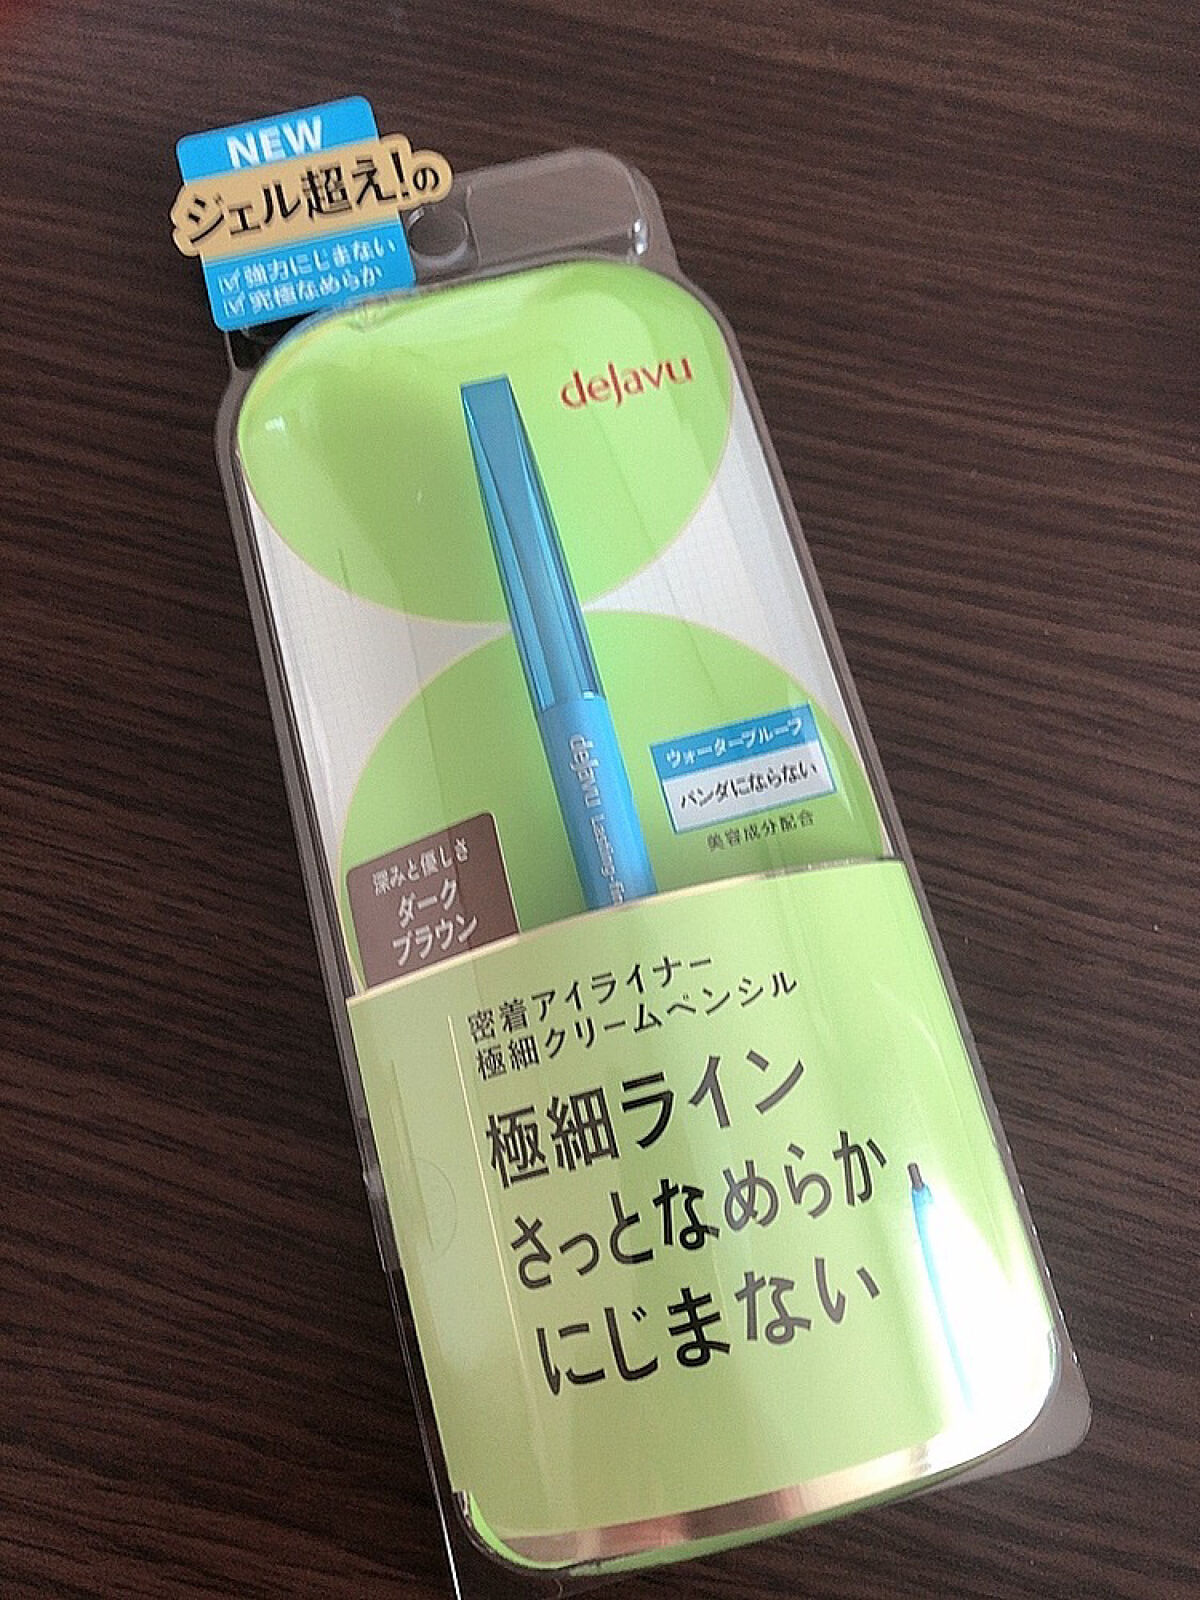 NEW
ジェル超え!の
強力にじまない
究極なめらか
dejavu
dejavu Lasting-fin
ウォータープルーフ
パンダにならない
美容成分配合
深みと優しさ
ダーク
ブラウン
密着アイライナー
極細クリームペンシル
極細ライン
さっとなめらか
にじまない